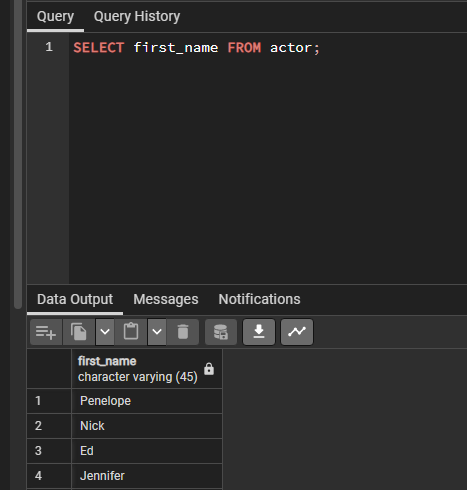 Query Query History
1 SELECT first_name FROM actor;
Data Output Messages Notifications
first_name
character varying (45)
1 Penelope
2 Nick
3 Ed
4 Jennifer